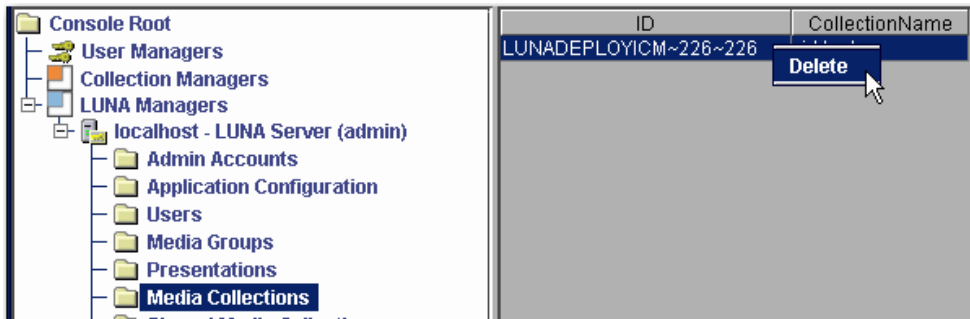 Console Root
User Managers
Collection Managers
LUNA Managers
localhost - LUNA Server (admin)
Admin Accounts
Application Configuration
Users
Media Groups
Presentations
Media Collections
ID CollectionName
LUNADEPLOYICM~226~226
Delete